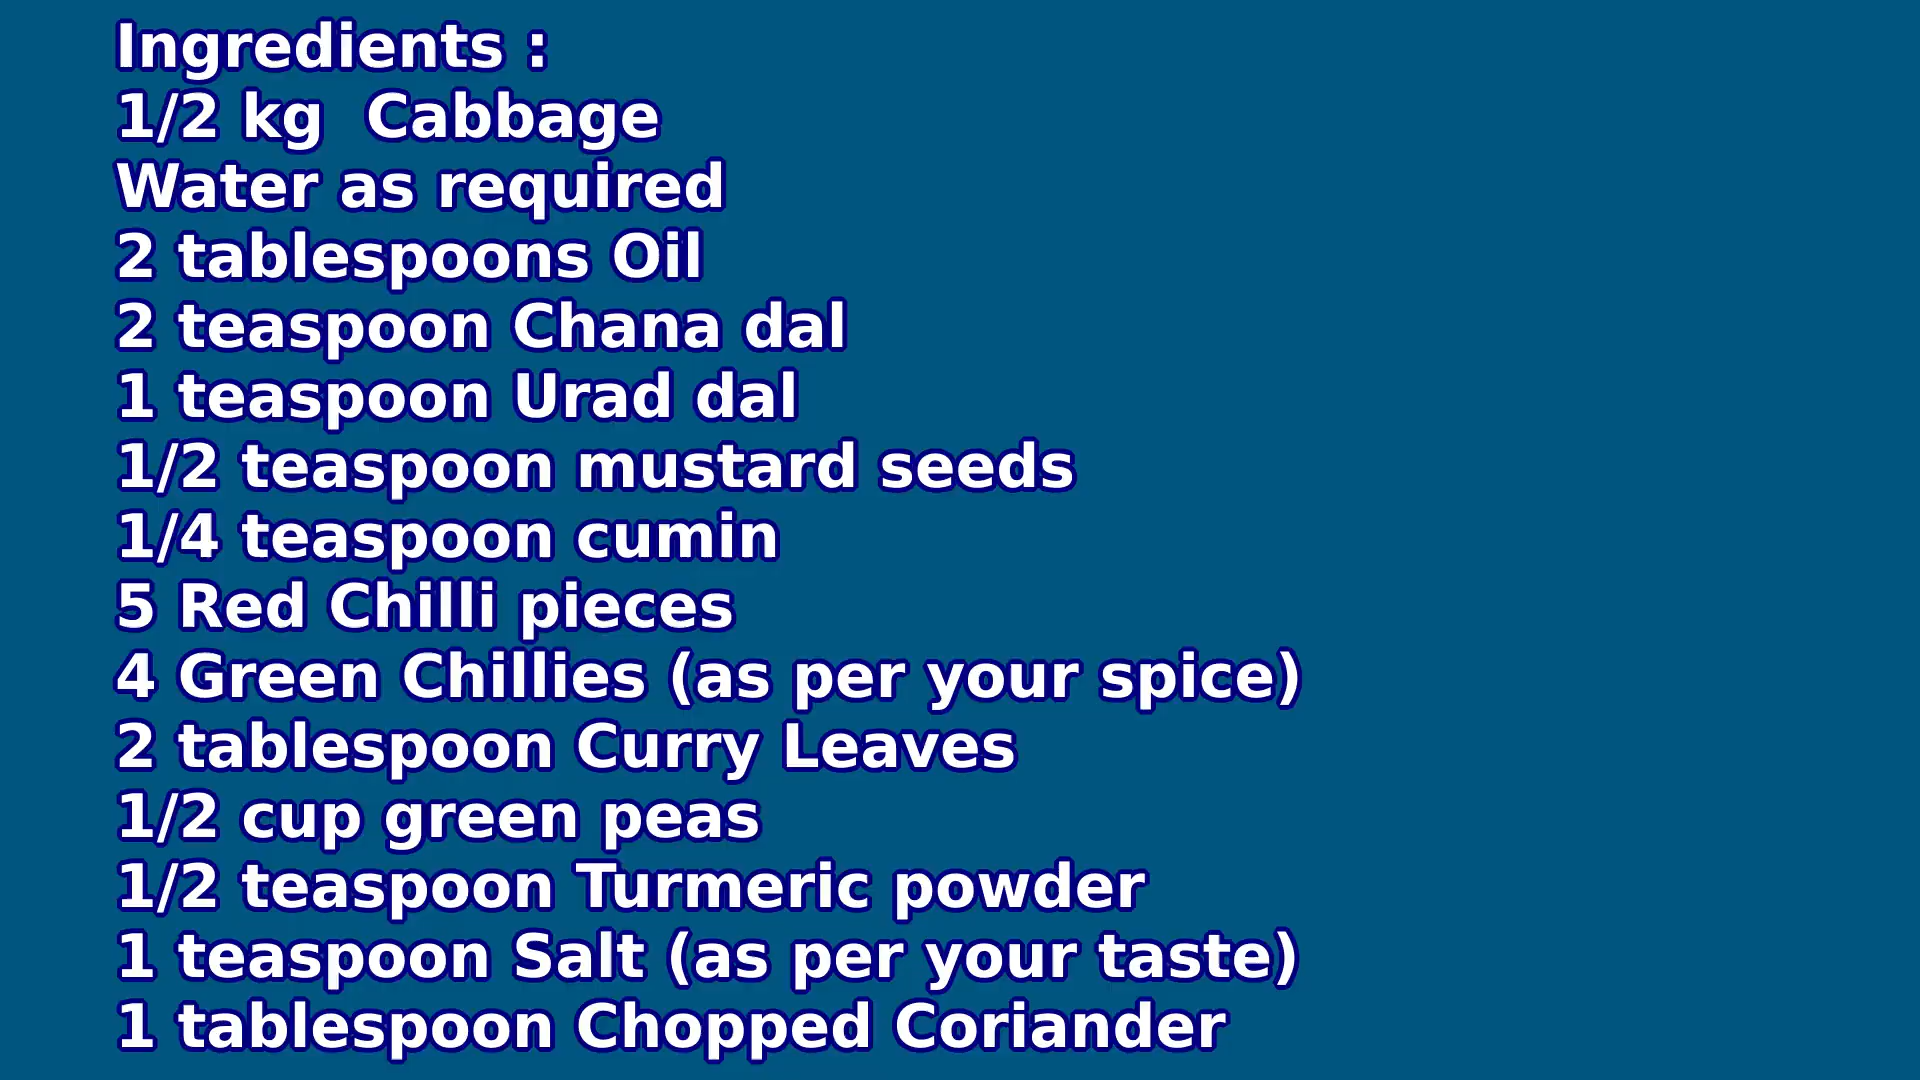 Ingredients :
1/2 kg  Cabbage
Water as required
2 tablespoons Oil
2 teaspoon Chana dal
1 teaspoon Urad dal
1/2 teaspoon mustard seeds
1/4 teaspoon cumin
5 Red Chilli pieces
4 Green Chillies (as per your spice)
2 tablespoon Curry Leaves
1/2 cup green peas
1/2 teaspoon Turmeric powder
1 teaspoon Salt (as per your taste)
1 tablespoon Chopped Coriander